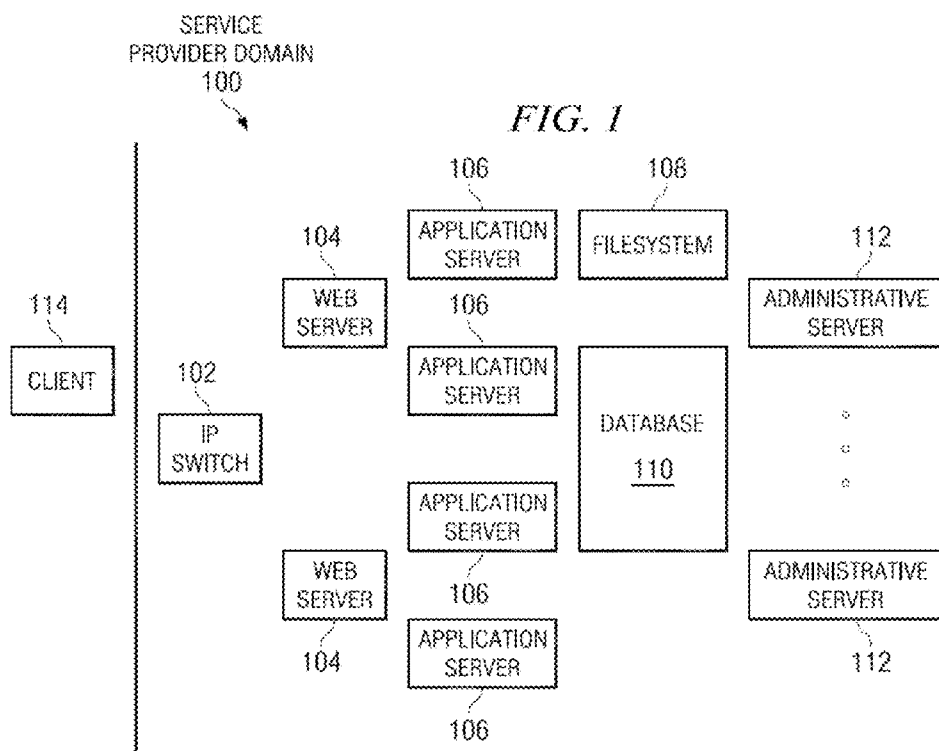 SERVICE
PROVIDER DOMAIN
100
FIG. 1
106
108
APPLICATION
SERVER
FILESYSTEM
104
112
WEB
SERVER
106
ADMINISTRATIVE
SERVER
114
CLIENT
102
APPLICATION
SERVER
IP
SWITCH
DATABASE
110
APPLICATION
SERVER
106
WEB
SERVER
104
ADMINISTRATIVE
SERVER
112
APPLICATION
SERVER
106